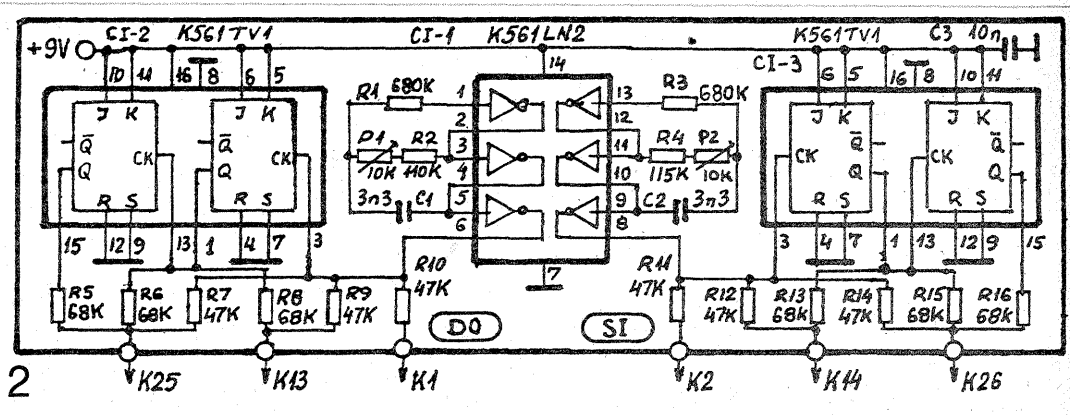 +9V CI-2 K561TV1 CI-1 K561LN2 K561TV1 C3 10n
CI-3
10 11 16 8 6 5 14 6 5 16 8 10 11
R1 680K 1 13 R3 680K
J K J K 2 12 J K J K
Q̅ Q̅ P1 R2 3 11 R4 P2 Q̅ Q̅
CK CK 10K 110K 4 10 115K 10K CK CK
Q Q Q Q
3n3 C1 5 9 C2 3n3
R S R S 6 8 R S R S
15 12 9 13 1 4 7 3 7 3 4 7 1 13 12 9 15
R10 47K R11 47K
R5 68K R6 68K R7 47K R8 68K R9 47K R12 47K R13 68K R14 47K R15 68K R16 68K
DO SI
2 K25 K13 K1 K2 K14 K26